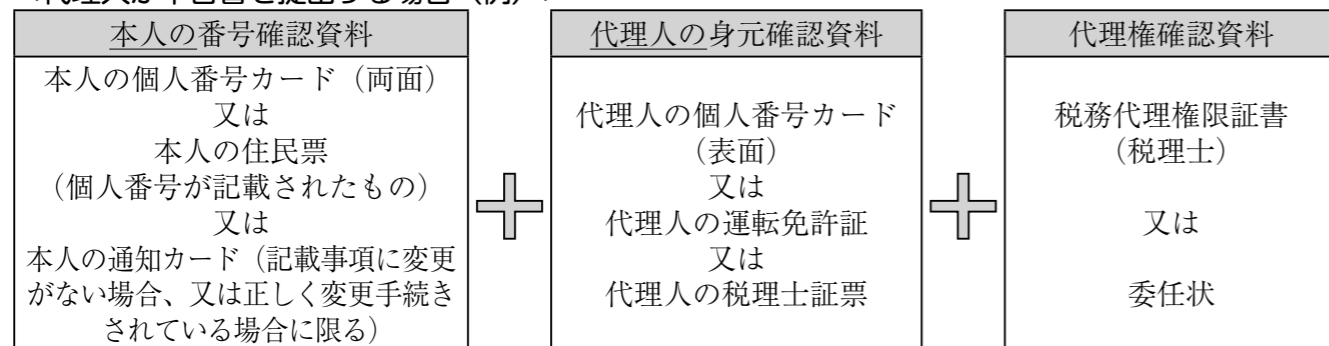 本人の番号確認資料
本人の個人番号カード（両面）
又は
本人の住民票
（個人番号が記載されたもの）
又は
本人の通知カード（記載事項に変更
がない場合、又は正しく変更手続き
されている場合に限る）
代理人の身元確認資料
代理人の個人番号カード
（表面）
又は
代理人の運転免許証
又は
代理人の税理士証票
代理権確認資料
税務代理権限証書
（税理士）
又は
委任状